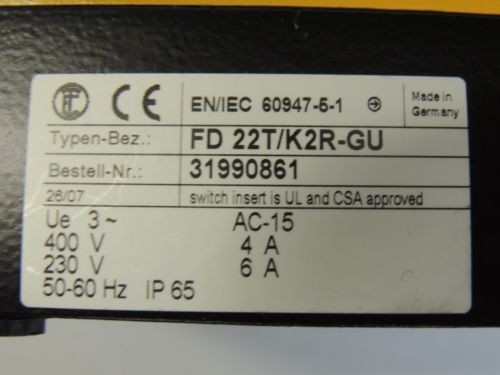 CE EN/IEC 60947-5-1 Made in
Germany
Typen-Bez.: FD 22T/K2R-GU
Bestell-Nr.: 31990861
26/07 switch insert is UL and CSA approved
Ue 3 ~ AC-15
400 V 4 A
230 V 6 A
50-60 Hz IP 65